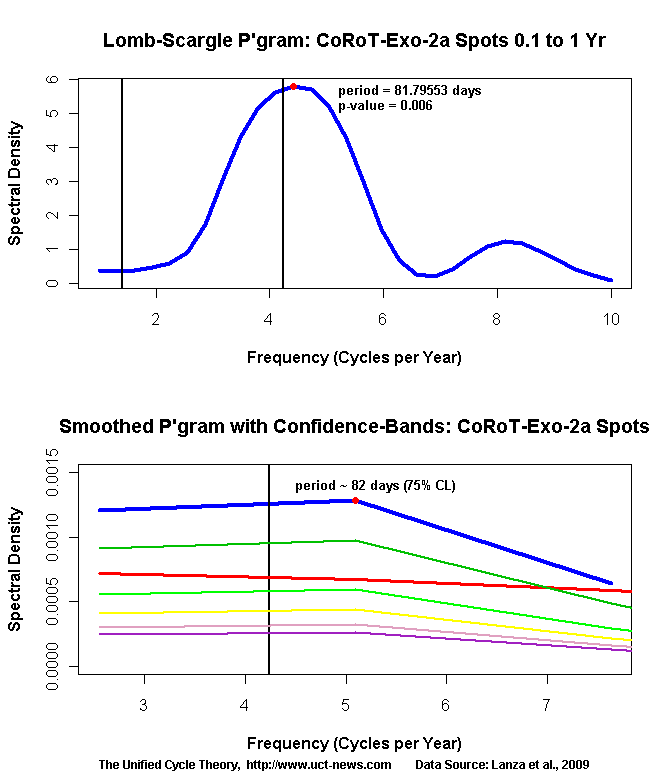 Lomb-Scargle P'gram: CoRoT-Exo-2a Spots 0.1 to 1 Yr
period = 81.79553 days
p-value = 0.006
Spectral Density
0 1 2 3 4 5 6
2 4 6 8 10
Frequency (Cycles per Year)
Smoothed P'gram with Confidence-Bands: CoRoT-Exo-2a Spots
period ~ 82 days (75% CL)
Spectral Density
0.0000 0.0005 0.0010 0.0015
3 4 5 6 7
Frequency (Cycles per Year)
The Unified Cycle Theory, http://www.uct-news.com Data Source: Lanza et al., 2009